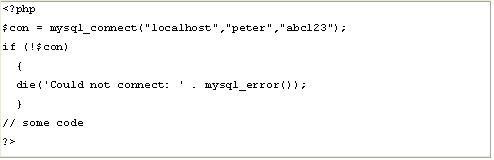 <?php
$con = mysql_connect("localhost","peter","abc123");
if (!$con)
  {
  die('Could not connect: ' . mysql_error());
  }
// some code
?>